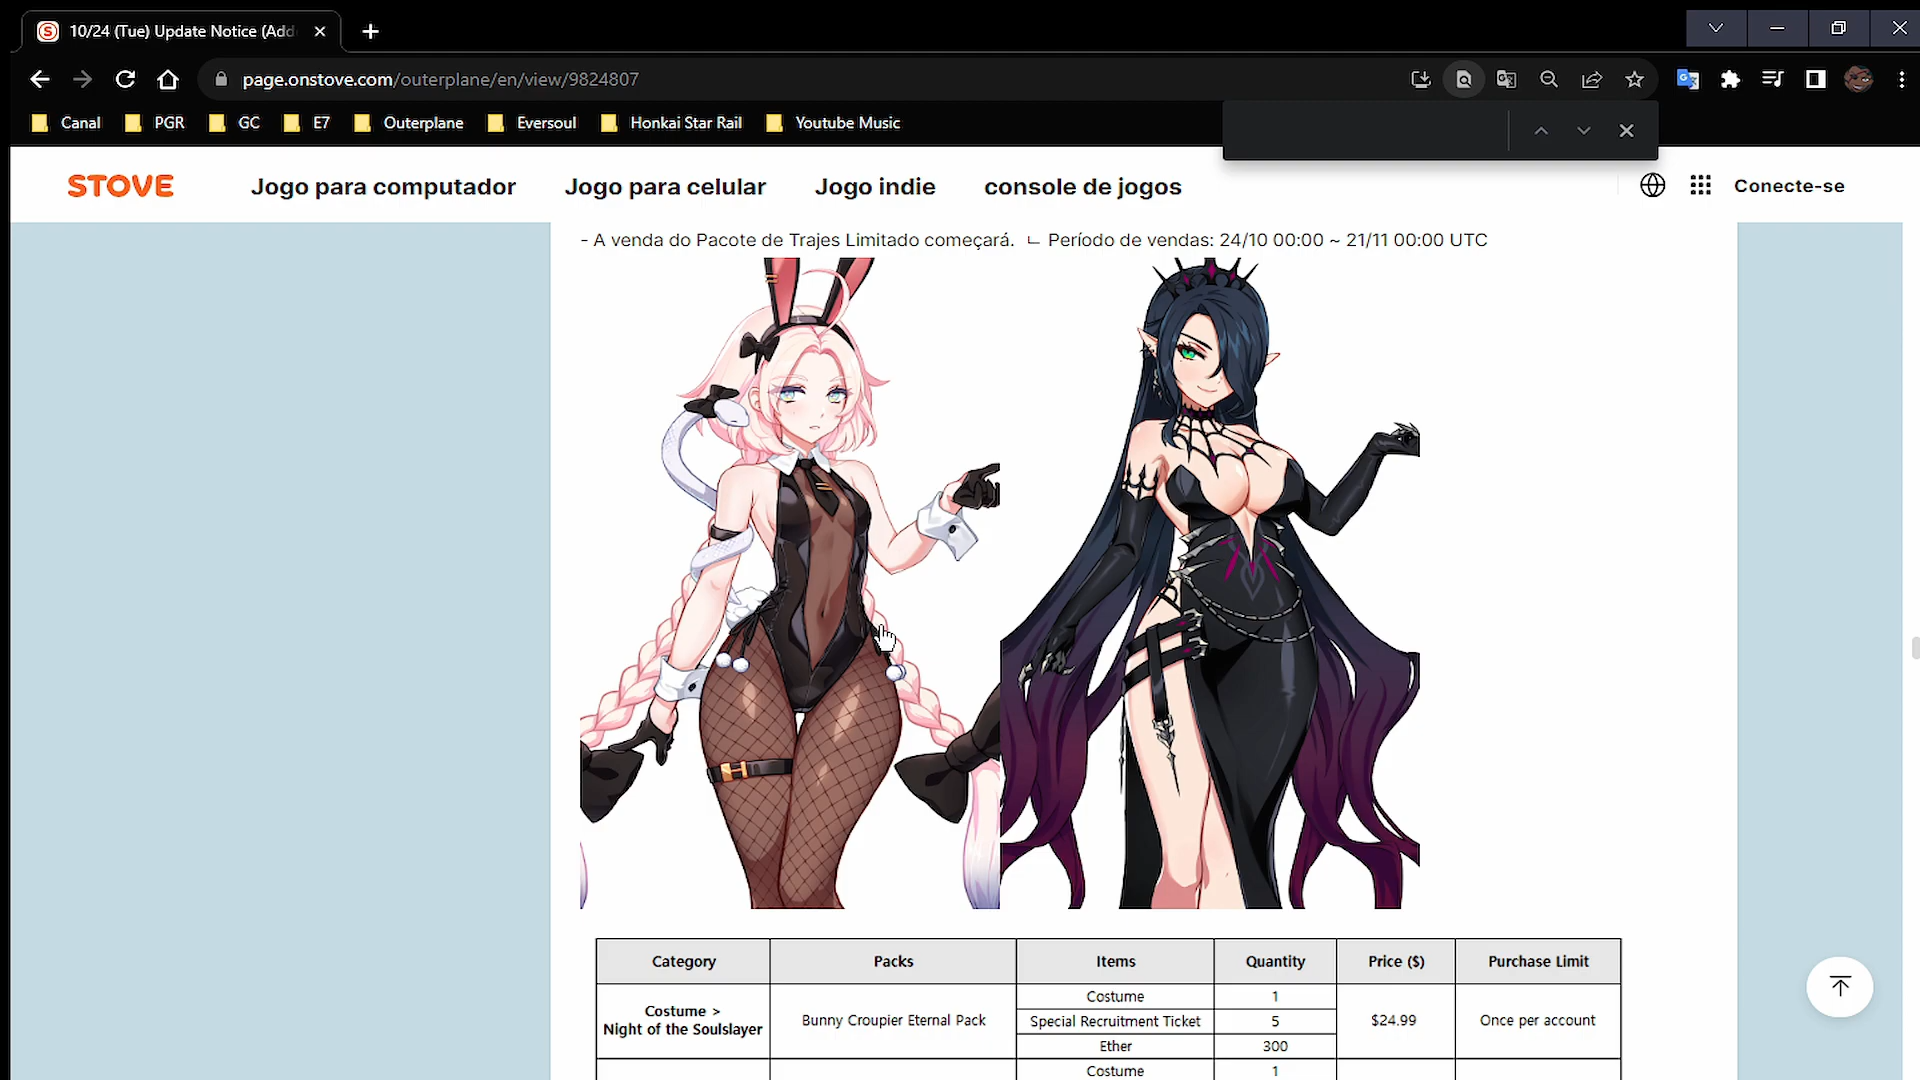 10/24 (Tue) Update Notice (Add
page.onstove.com/outerplane/en/view/9824807
Canal PGR GC E7 Outerplane Eversoul Honkai Star Rail Youtube Music
STOVE Jogo para computador Jogo para celular Jogo indie console de jogos Conecte-se
- A venda do Pacote de Trajes Limitado começará. ㄴ Período de vendas: 24/10 00:00 ~ 21/11 00:00 UTC
Category Packs Items Quantity Price ($) Purchase Limit
Costume >
Night of the Soulslayer
Bunny Croupier Eternal Pack
Costume 1
Special Recruitment Ticket 5
Ether 300
$24.99
Once per account
Costume 1